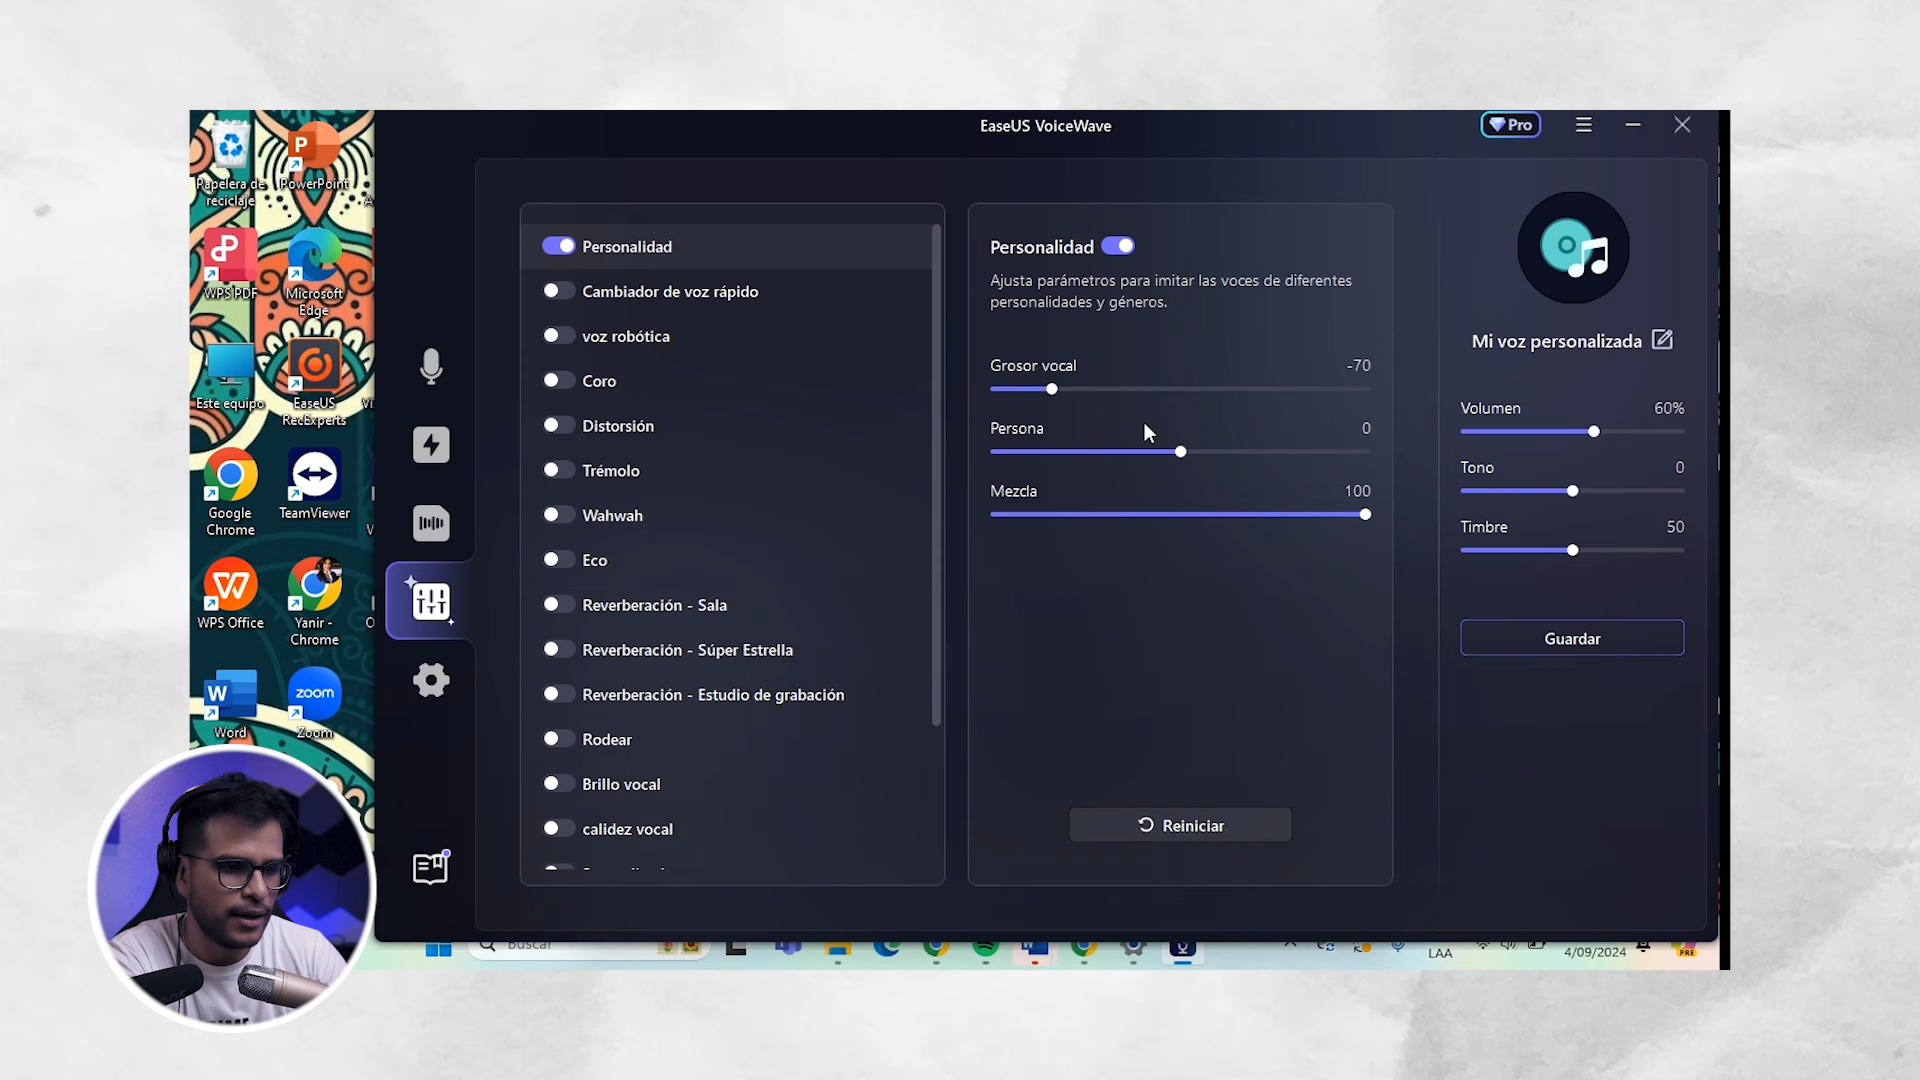 EaseUS VoiceWave
Pro
Papelera de
reciclaje
PowerPoint
WPS PDF
Microsoft
Edge
Este equipo
EaseUS
RecExperts
Google
Chrome
TeamViewer
WPS Office
Yanir -
Chrome
Word
zoom
Zoom
Personalidad
Cambiador de voz rápido
voz robótica
Coro
Distorsión
Trémolo
Wahwah
Eco
Reverberación - Sala
Reverberación - Súper Estrella
Reverberación - Estudio de grabación
Rodear
Brillo vocal
calidez vocal
Personalidad
Ajusta parámetros para imitar las voces de diferentes
personalidades y géneros.
Grosor vocal -70
Persona 0
Mezcla 100
Reiniciar
Mi voz personalizada
Volumen 60%
Tono 0
Timbre 50
Guardar
Buscar
LAA
4/09/2024
PRE